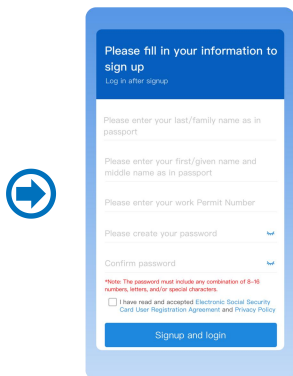 Please fill in your information to
sign up
Log in after signup
Please enter your last/family name as in
passport
Please enter your first/given name and
middle name as in passport
Please enter your work Permit Number
Please create your password
Confirm password
*Note: The password must include any combination of 8-16
numbers, letters, and/or special characters.
I have read and accepted Electronic Social Security
Card User Registration Agreement and Privacy Policy
Signup and login